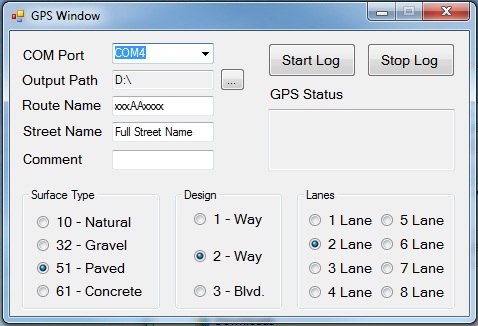 GPS Window
COM Port COM4
Output Path D:\ ...
Route Name xxxAAxxxx
Street Name Full Street Name
Comment
Start Log Stop Log
GPS Status
Surface Type
10 - Natural
32 - Gravel
51 - Paved
61 - Concrete
Design
1 - Way
2 - Way
3 - Blvd.
Lanes
1 Lane 5 Lane
2 Lane 6 Lane
3 Lane 7 Lane
4 Lane 8 Lane